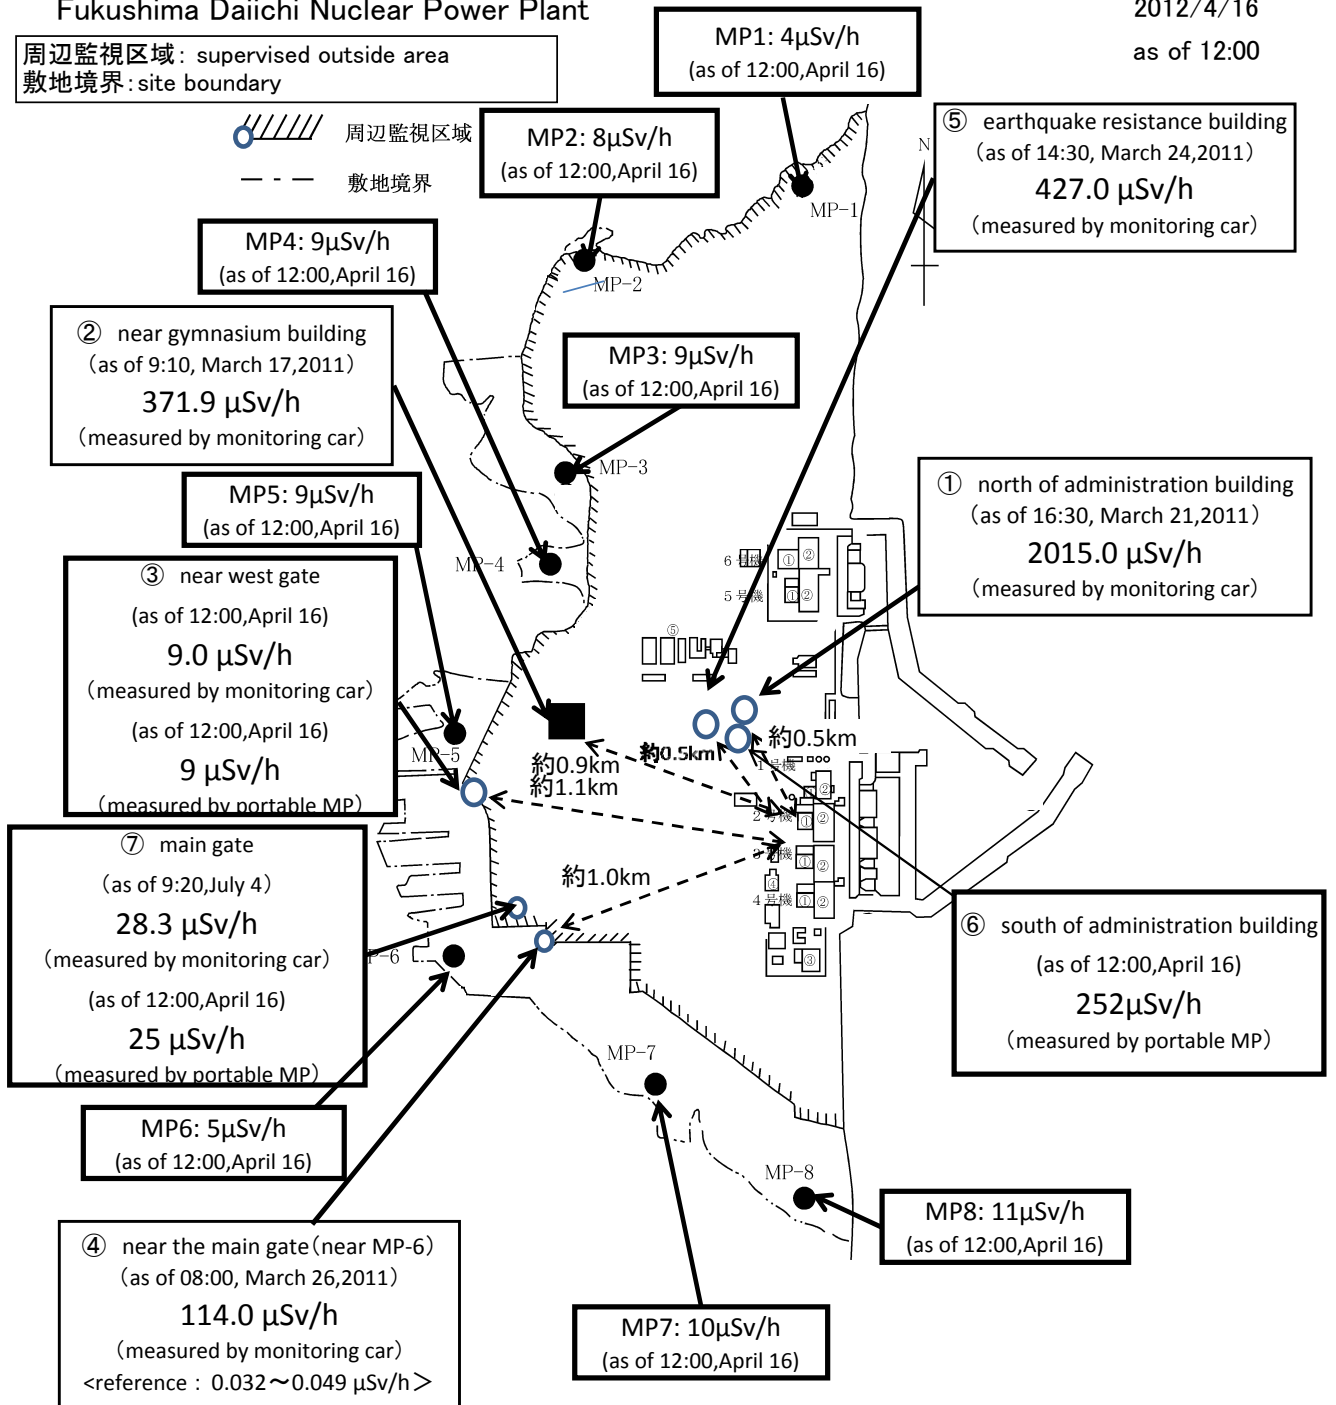 Fukushima Daiichi Nuclear Power Plant
2012/4/16
as of 12:00
周辺監視区域: supervised outside area
敷地境界:site boundary
周辺監視区域
敷地境界
MP1: 4μSv/h
(as of 12:00,April 16)
MP2: 8μSv/h
(as of 12:00,April 16)
⑤ earthquake resistance building
(as of 14:30, March 24,2011)
427.0 μSv/h
(measured by monitoring car)
N
MP-1
MP4: 9μSv/h
(as of 12:00,April 16)
MP-2
② near gymnasium building
(as of 9:10, March 17,2011)
371.9 μSv/h
(measured by monitoring car)
MP3: 9μSv/h
(as of 12:00,April 16)
MP-3
MP5: 9μSv/h
(as of 12:00,April 16)
① north of administration building
(as of 16:30, March 21,2011)
2015.0 μSv/h
(measured by monitoring car)
MP-4
6号機
① ②
5号機
① ②
③ near west gate
(as of 12:00,April 16)
9.0 μSv/h
(measured by monitoring car)
(as of 12:00,April 16)
9 μSv/h
(measured by portable MP)
⑤
MP-5
約0.9km
約1.1km
約0.5km
約0.5km
1号機
②
2号機
① ②
3号機
① ②
④
4号機
① ②
③
約1.0km
⑦ main gate
(as of 9:20,July 4)
28.3 μSv/h
(measured by monitoring car)
(as of 12:00,April 16)
25 μSv/h
(measured by portable MP)
P-6
⑥ south of administration building
(as of 12:00,April 16)
252μSv/h
(measured by portable MP)
MP-7
MP6: 5μSv/h
(as of 12:00,April 16)
MP-8
MP8: 11μSv/h
(as of 12:00,April 16)
④ near the main gate(near MP-6)
(as of 08:00, March 26,2011)
114.0 μSv/h
(measured by monitoring car)
<reference : 0.032～0.049 μSv/h＞
MP7: 10μSv/h
(as of 12:00,April 16)